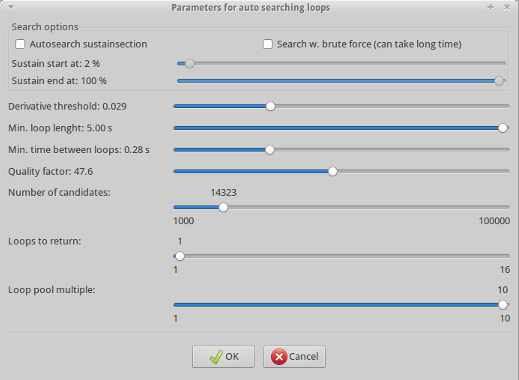 Parameters for auto searching loops
Search options
Autosearch sustainsection
Search w. brute force (can take long time)
Sustain start at: 2 %
Sustain end at: 100 %
Derivative threshold: 0.029
Min. loop lenght: 5.00 s
Min. time between loops: 0.28 s
Quality factor: 47.6
Number of candidates:
14323
1000
100000
Loops to return:
1
1
16
Loop pool multiple:
10
1
10
OK
Cancel